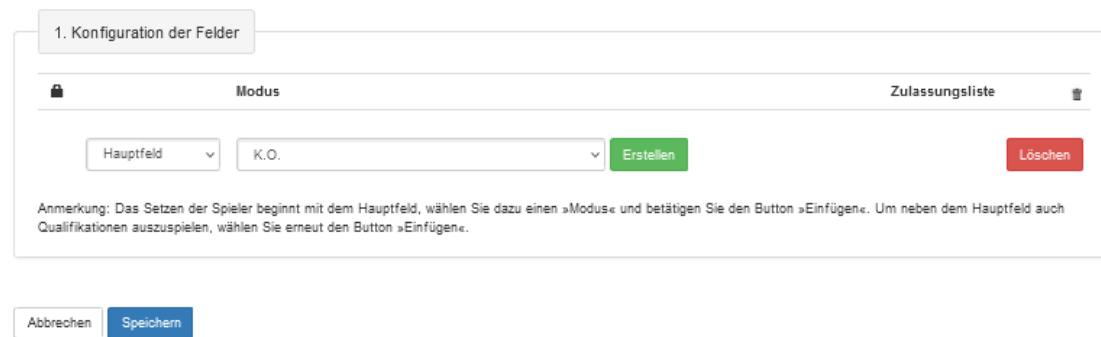 1. Konfiguration der Felder
Modus Zulassungsliste
Hauptfeld K.O. Erstellen Löschen
Anmerkung: Das Setzen der Spieler beginnt mit dem Hauptfeld, wählen Sie dazu einen »Modus« und betätigen Sie den Button »Einfügen«. Um neben dem Hauptfeld auch
Qualifikationen auszuspielen, wählen Sie erneut den Button »Einfügen«.
Abbrechen Speichern